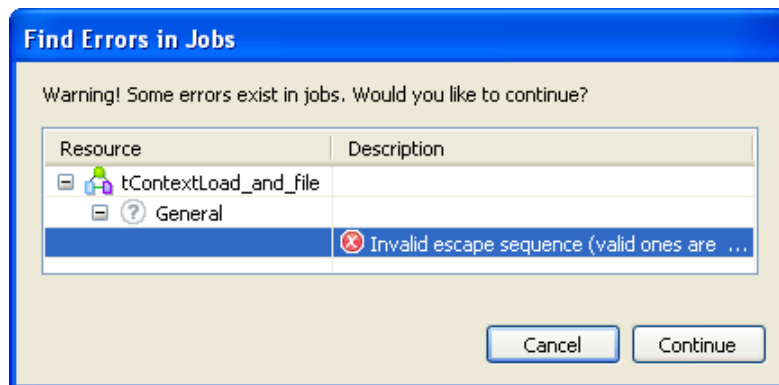 Find Errors in Jobs
Warning! Some errors exist in jobs. Would you like to continue?
Resource Description
tContextLoad_and_file
General
Invalid escape sequence (valid ones are ...
Cancel Continue